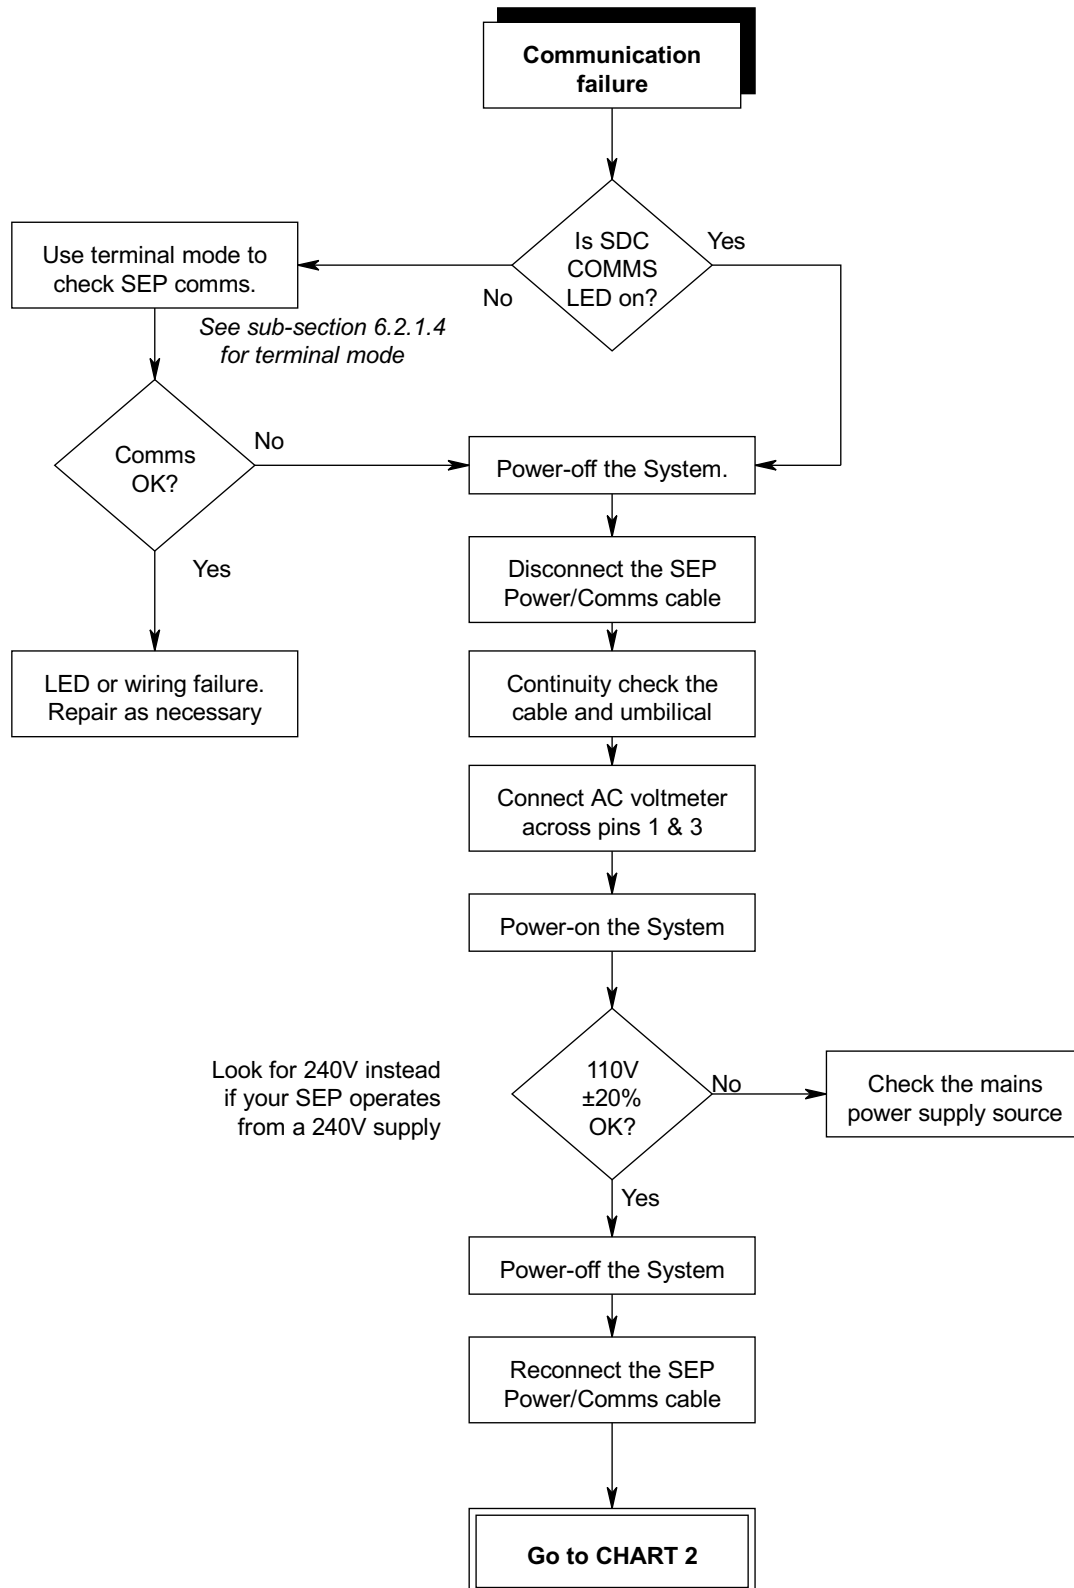 Communication
failure
Is SDC
COMMS
LED on?
Yes
No
Use terminal mode to
check SEP comms.
See sub-section 6.2.1.4
for terminal mode
Comms
OK?
No
Yes
LED or wiring failure.
Repair as necessary
Power-off the System.
Disconnect the SEP
Power/Comms cable
Continuity check the
cable and umbilical
Connect AC voltmeter
across pins 1 & 3
Power-on the System
Look for 240V instead
if your SEP operates
from a 240V supply
110V
±20%
OK?
No
Check the mains
power supply source
Yes
Power-off the System
Reconnect the SEP
Power/Comms cable
Go to CHART 2